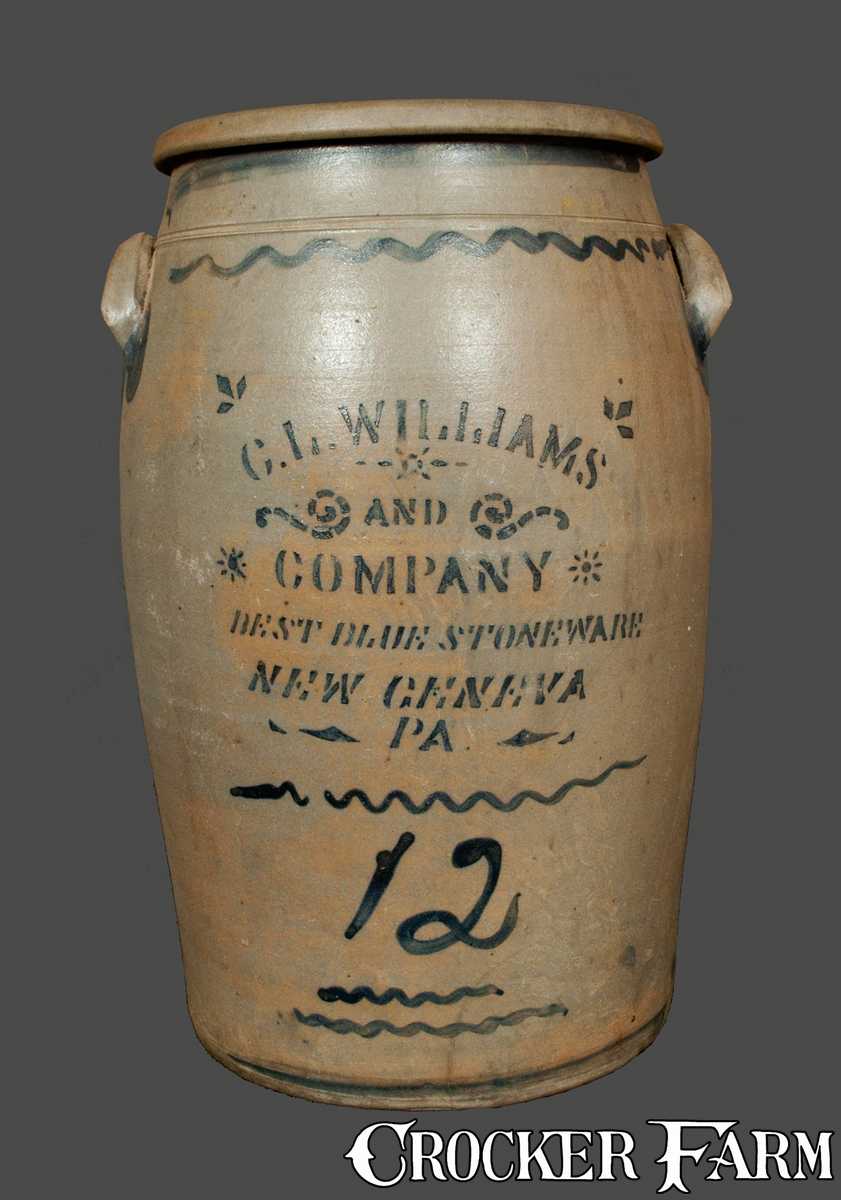 C.L. WILLIAMS
AND
COMPANY
BEST BLUE STONEWARE
NEW GENEVA
PA.
12
CROCKER FARM